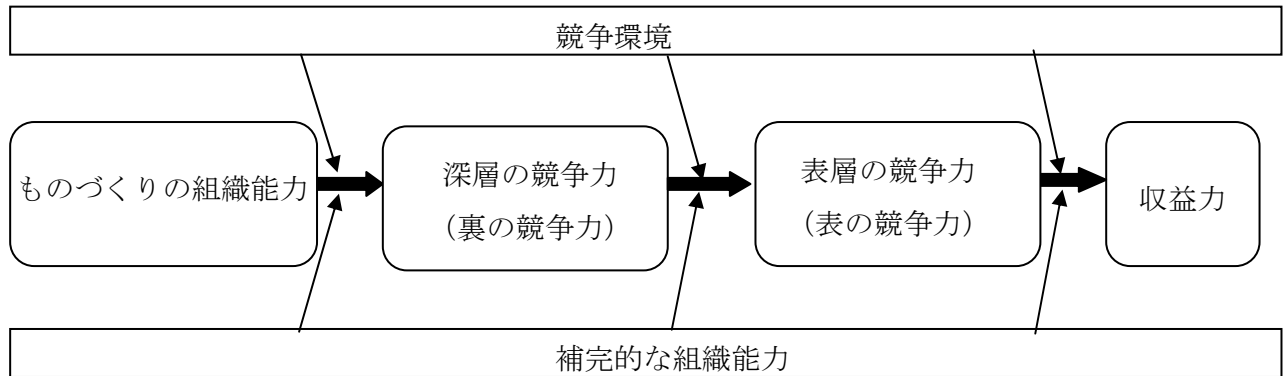 競争環境
ものづくりの組織能力
深層の競争力
（裏の競争力）
表層の競争力
（表の競争力）
収益力
補完的な組織能力